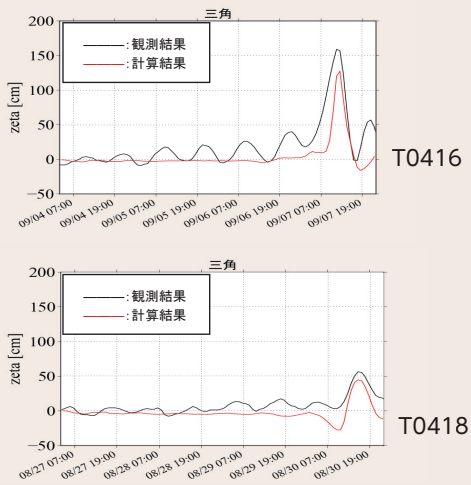 三角
200
150
100
50
0
−50
zeta [cm]
:観測結果
:計算結果
09/04 07:00
09/04 19:00
09/05 07:00
09/05 19:00
09/06 07:00
09/06 19:00
09/07 07:00
09/07 19:00
T0416
三角
200
150
100
50
0
−50
zeta [cm]
:観測結果
:計算結果
08/27 07:00
08/27 19:00
08/28 07:00
08/28 19:00
08/29 07:00
08/29 19:00
08/30 07:00
08/30 19:00
T0418